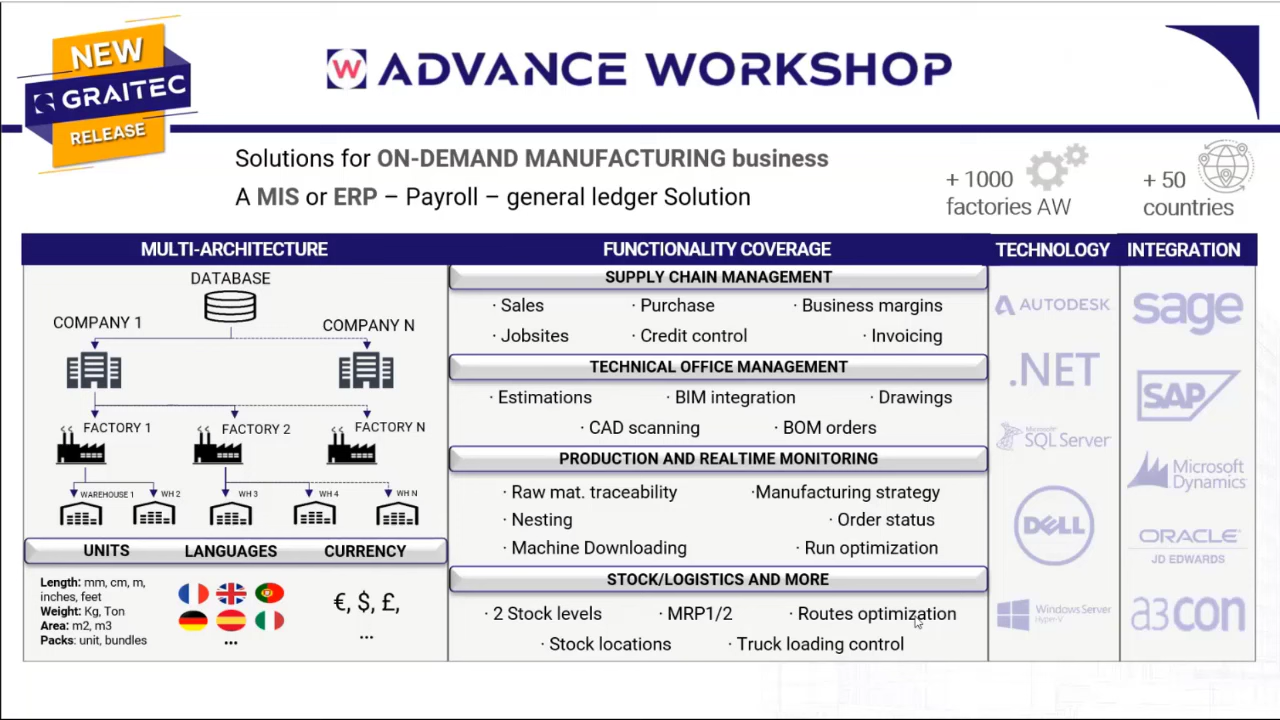 NEW
GRAITEC
RELEASE
W ADVANCE WORKSHOP
Solutions for ON-DEMAND MANUFACTURING business
A MIS or ERP – Payroll – general ledger Solution
+ 1000
factories AW
+ 50
countries
MULTI-ARCHITECTURE
DATABASE
COMPANY 1
COMPANY N
FACTORY 1
FACTORY 2
FACTORY N
WAREHOUSE 1
WH 2
WH 3
WH 4
WH N
UNITS
LANGUAGES
CURRENCY
Length: mm, cm, m,
inches, feet
Weight: Kg, Ton
Area: m2, m3
Packs: unit, bundles
...
€, $, £,
...
FUNCTIONALITY COVERAGE
SUPPLY CHAIN MANAGEMENT
· Sales · Purchase · Business margins
· Jobsites · Credit control · Invoicing
TECHNICAL OFFICE MANAGEMENT
· Estimations · BIM integration · Drawings
· CAD scanning · BOM orders
PRODUCTION AND REALTIME MONITORING
· Raw mat. traceability ·Manufacturing strategy
· Nesting · Order status
· Machine Downloading · Run optimization
STOCK/LOGISTICS AND MORE
· 2 Stock levels · MRP1/2 · Routes optimization
· Stock locations · Truck loading control
TECHNOLOGY
AUTODESK
.NET
Microsoft
SQL Server
DELL
Windows Server
Hyper-V
INTEGRATION
sage
SAP
Microsoft
Dynamics
ORACLE
JD EDWARDS
a3con